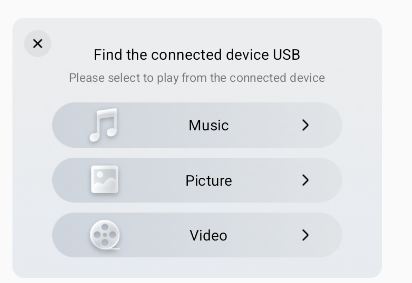 Find the connected device USB
Please select to play from the connected device
Music
Picture
Video